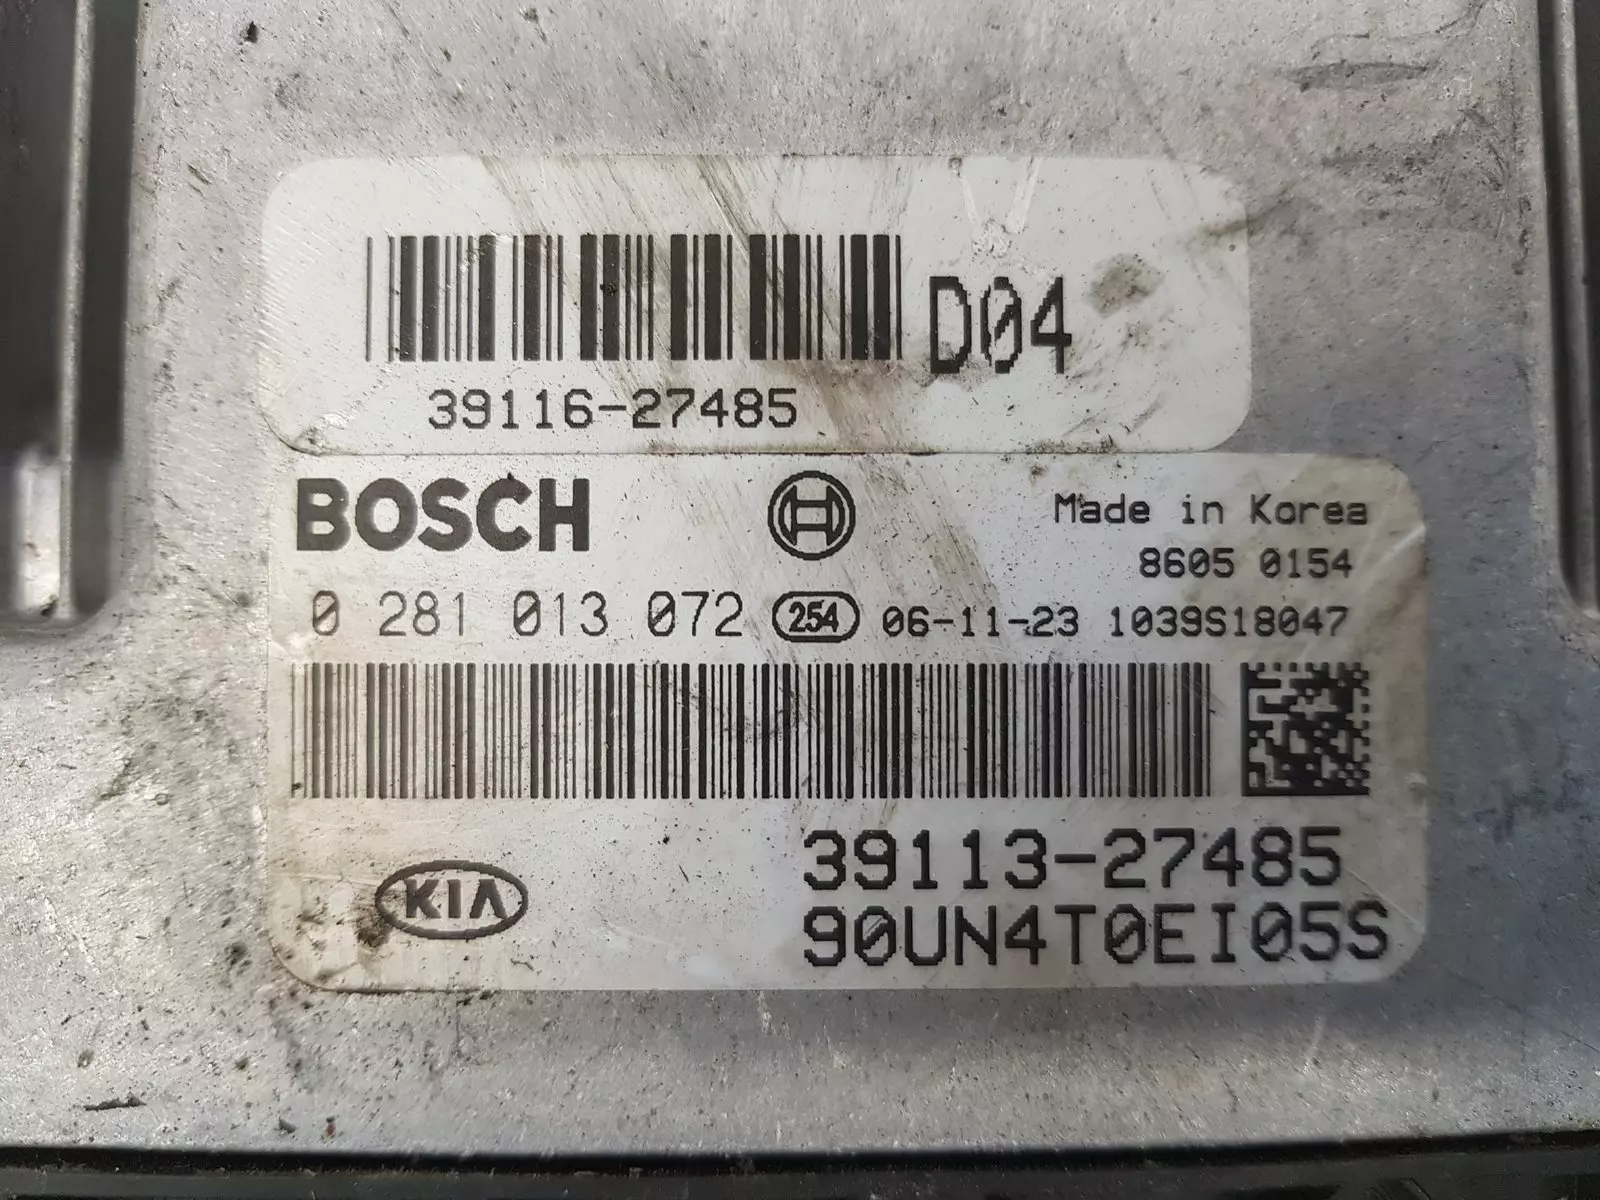 D04
39116-27485
BOSCH
Made in Korea
8605 0154
0 281 013 072 254 06-11-23 1039S18047
39113-27485
KIA
90UN4T0EI05S